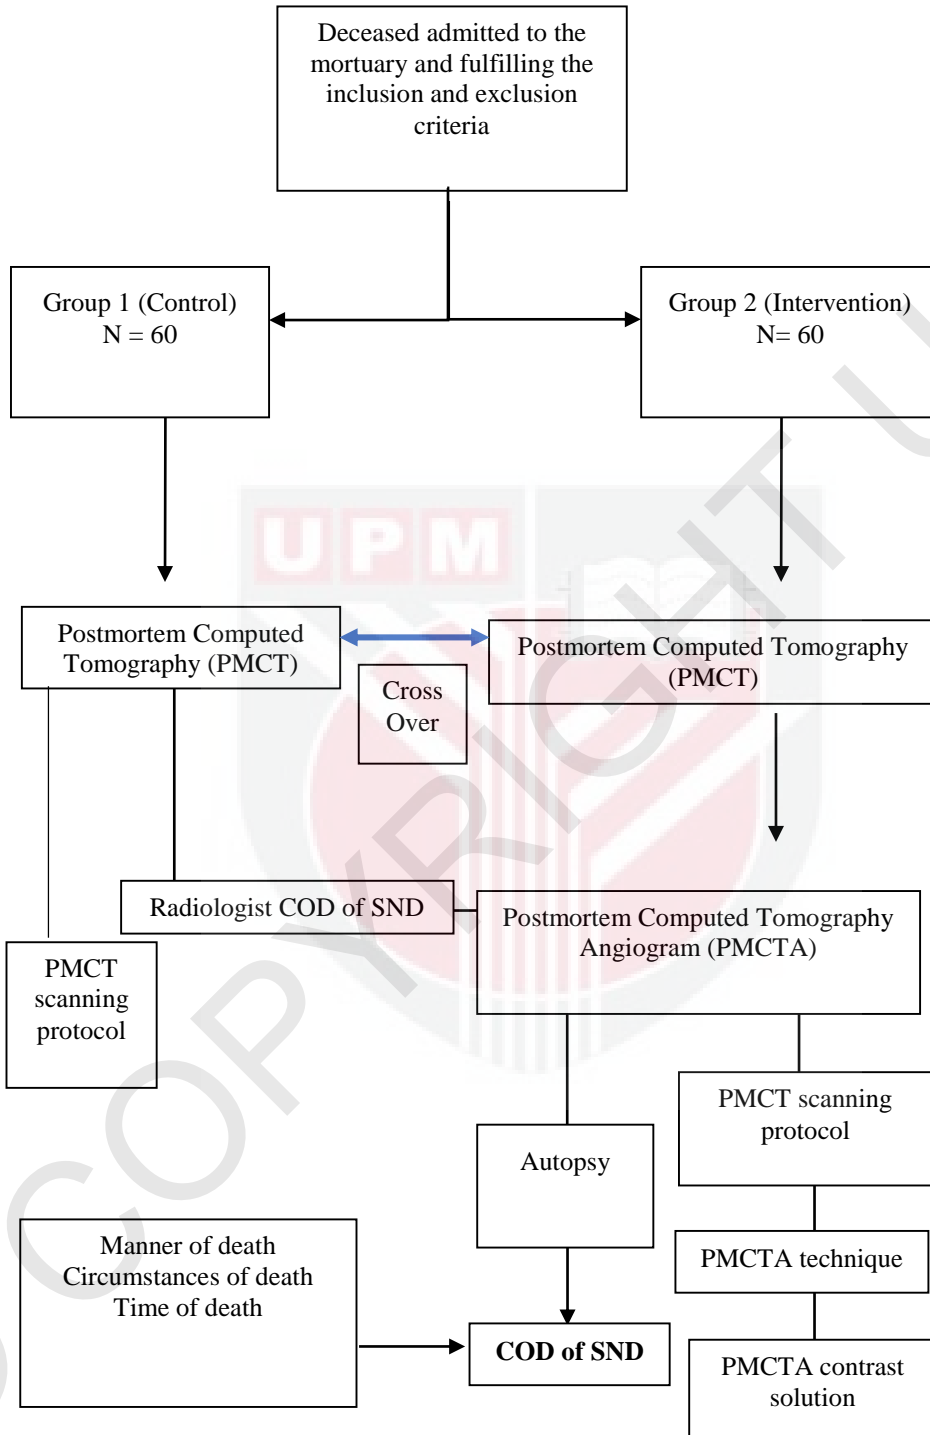 Deceased admitted to the
mortuary and fulfilling the
inclusion and exclusion
criteria
Group 1 (Control)
N = 60
Group 2 (Intervention)
N= 60
UPM
Postmortem Computed
Tomography (PMCT)
Cross
Over
Postmortem Computed Tomography
(PMCT)
Radiologist COD of SND
Postmortem Computed Tomography
Angiogram (PMCTA)
PMCT
scanning
protocol
PMCT scanning
protocol
Autopsy
Manner of death
Circumstances of death
Time of death
PMCTA technique
COD of SND
PMCTA contrast
solution
COPYRIGHT U